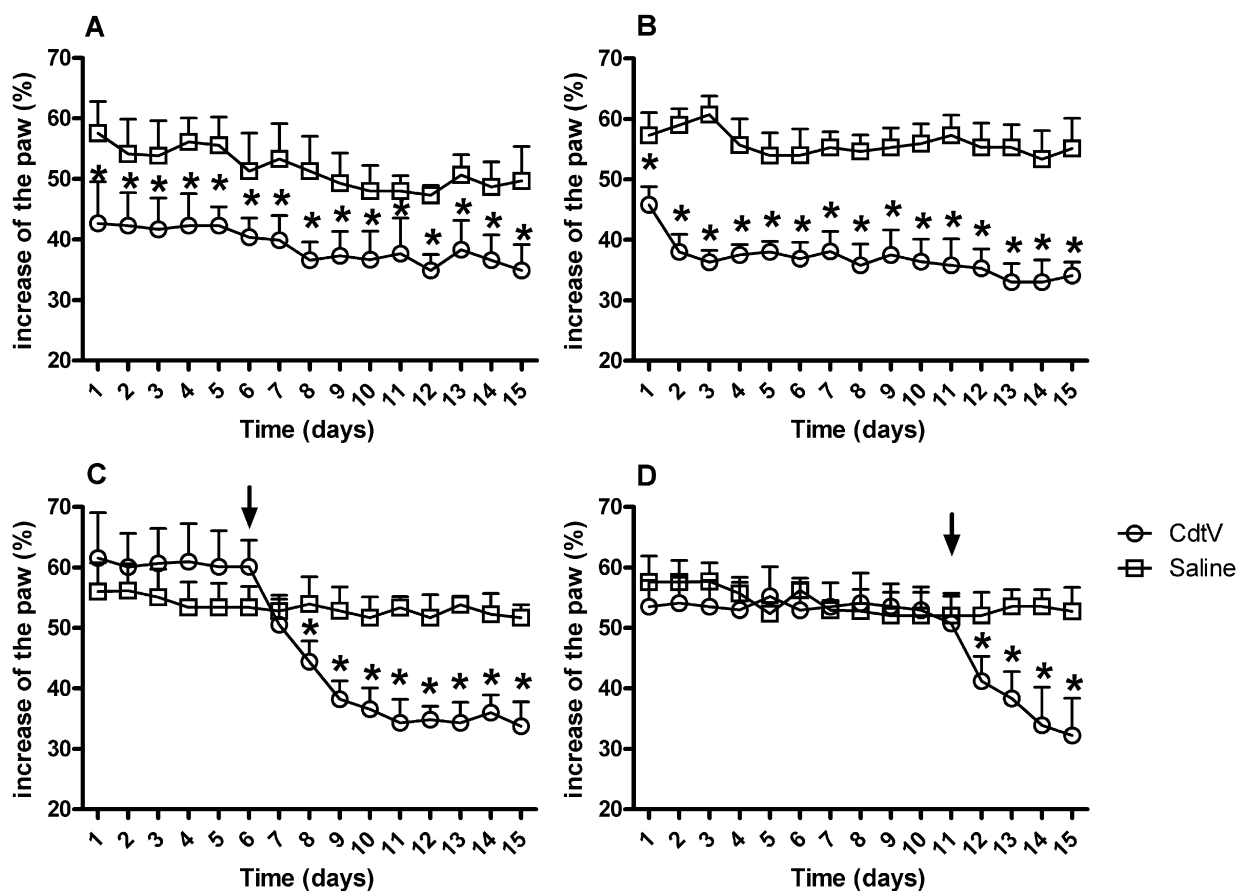 A
increase of the paw (%)
70
60
50
40
30
20
* * * * * * * * * * * * * * *
1 2 3 4 5 6 7 8 9 10 11 12 13 14 15
Time (days)
B
increase of the paw (%)
70
60
50
40
30
20
* * * * * * * * * * * * * * *
1 2 3 4 5 6 7 8 9 10 11 12 13 14 15
Time (days)
C
increase of the paw (%)
70
60
50
40
30
20
* * * * * * * *
1 2 3 4 5 6 7 8 9 10 11 12 13 14 15
Time (days)
D
increase of the paw (%)
70
60
50
40
30
20
* * * *
1 2 3 4 5 6 7 8 9 10 11 12 13 14 15
Time (days)
CdtV
Saline